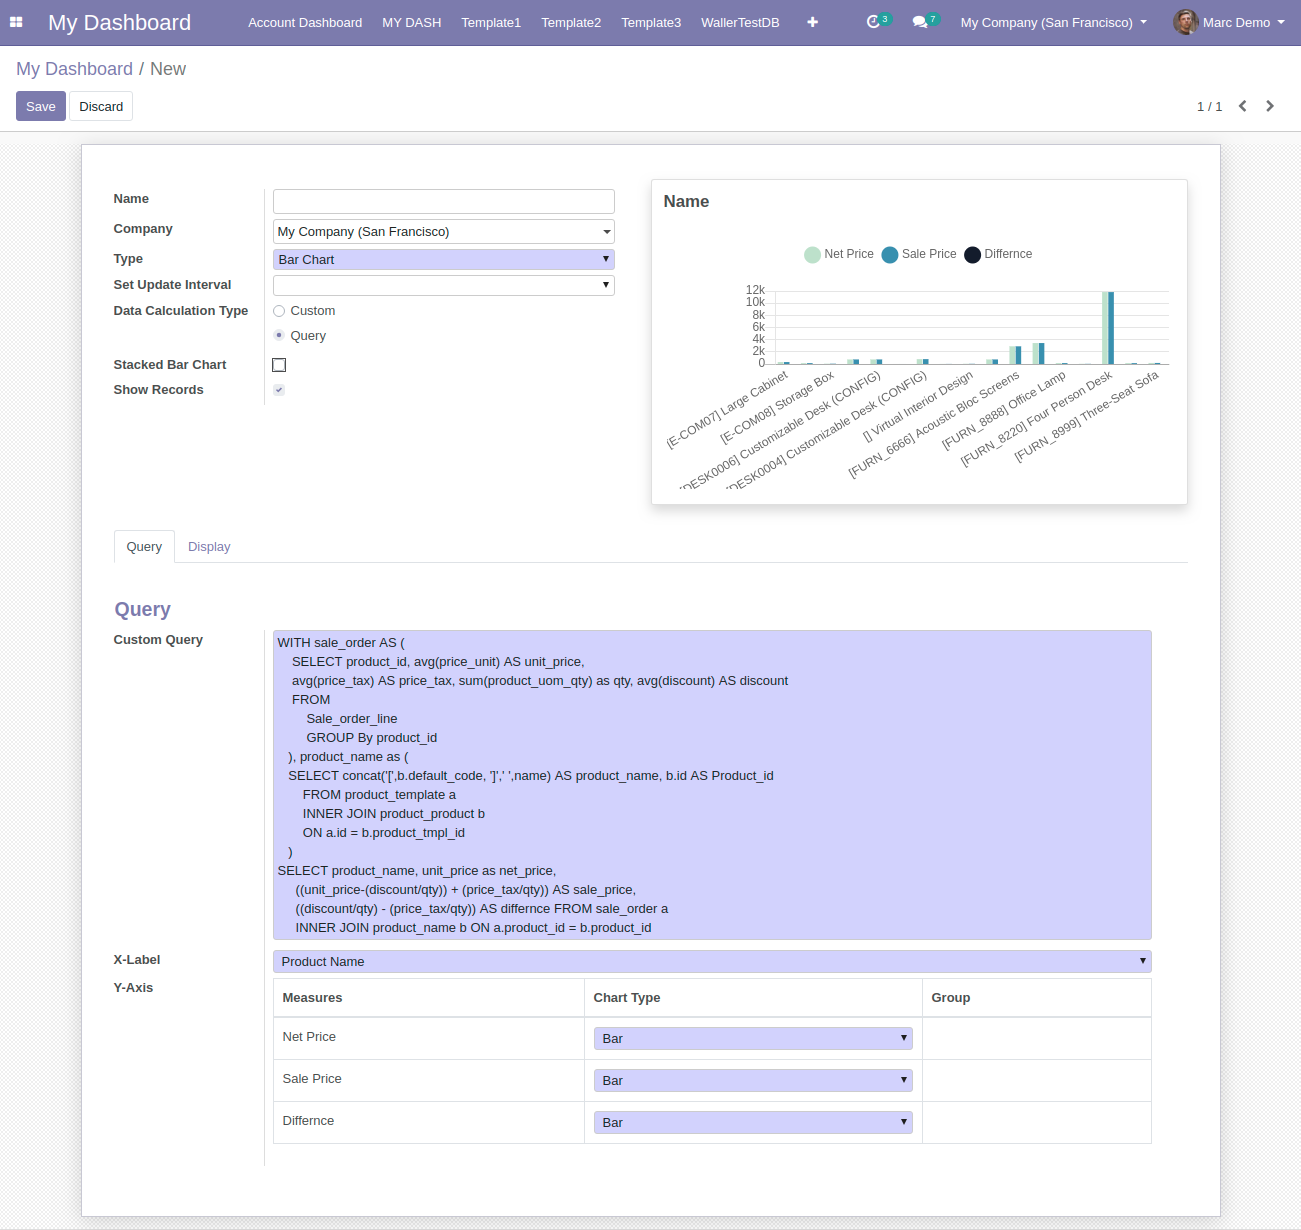 My Dashboard Account Dashboard MY DASH Template1 Template2 Template3 WallerTestDB 3 7 My Company (San Francisco) Marc Demo
My Dashboard / New
Save Discard 1 / 1
Name
Company My Company (San Francisco)
Type Bar Chart
Set Update Interval
Data Calculation Type Custom
Query
Stacked Bar Chart
Show Records
Name
Net Price Sale Price Differnce
12k
10k
8k
6k
4k
2k
0
[E-COM07] Large Cabinet
[E-COM08] Storage Box
[DESK0006] Customizable Desk (CONFIG)
[DESK0004] Customizable Desk (CONFIG)
[] Virtual Interior Design
[FURN_6666] Acoustic Bloc Screens
[FURN_8888] Office Lamp
[FURN_8220] Four Person Desk
[FURN_8999] Three-Seat Sofa
Query Display
Query
Custom Query
WITH sale_order AS (
SELECT product_id, avg(price_unit) AS unit_price,
avg(price_tax) AS price_tax, sum(product_uom_qty) as qty, avg(discount) AS discount
FROM
Sale_order_line
GROUP By product_id
), product_name as (
SELECT concat('[',b.default_code, ']',' ',name) AS product_name, b.id AS Product_id
FROM product_template a
INNER JOIN product_product b
ON a.id = b.product_tmpl_id
)
SELECT product_name, unit_price as net_price,
((unit_price-(discount/qty)) + (price_tax/qty)) AS sale_price,
((discount/qty) - (price_tax/qty)) AS differnce FROM sale_order a
INNER JOIN product_name b ON a.product_id = b.product_id
X-Label Product Name
Y-Axis
Measures Chart Type Group
Net Price Bar
Sale Price Bar
Differnce Bar